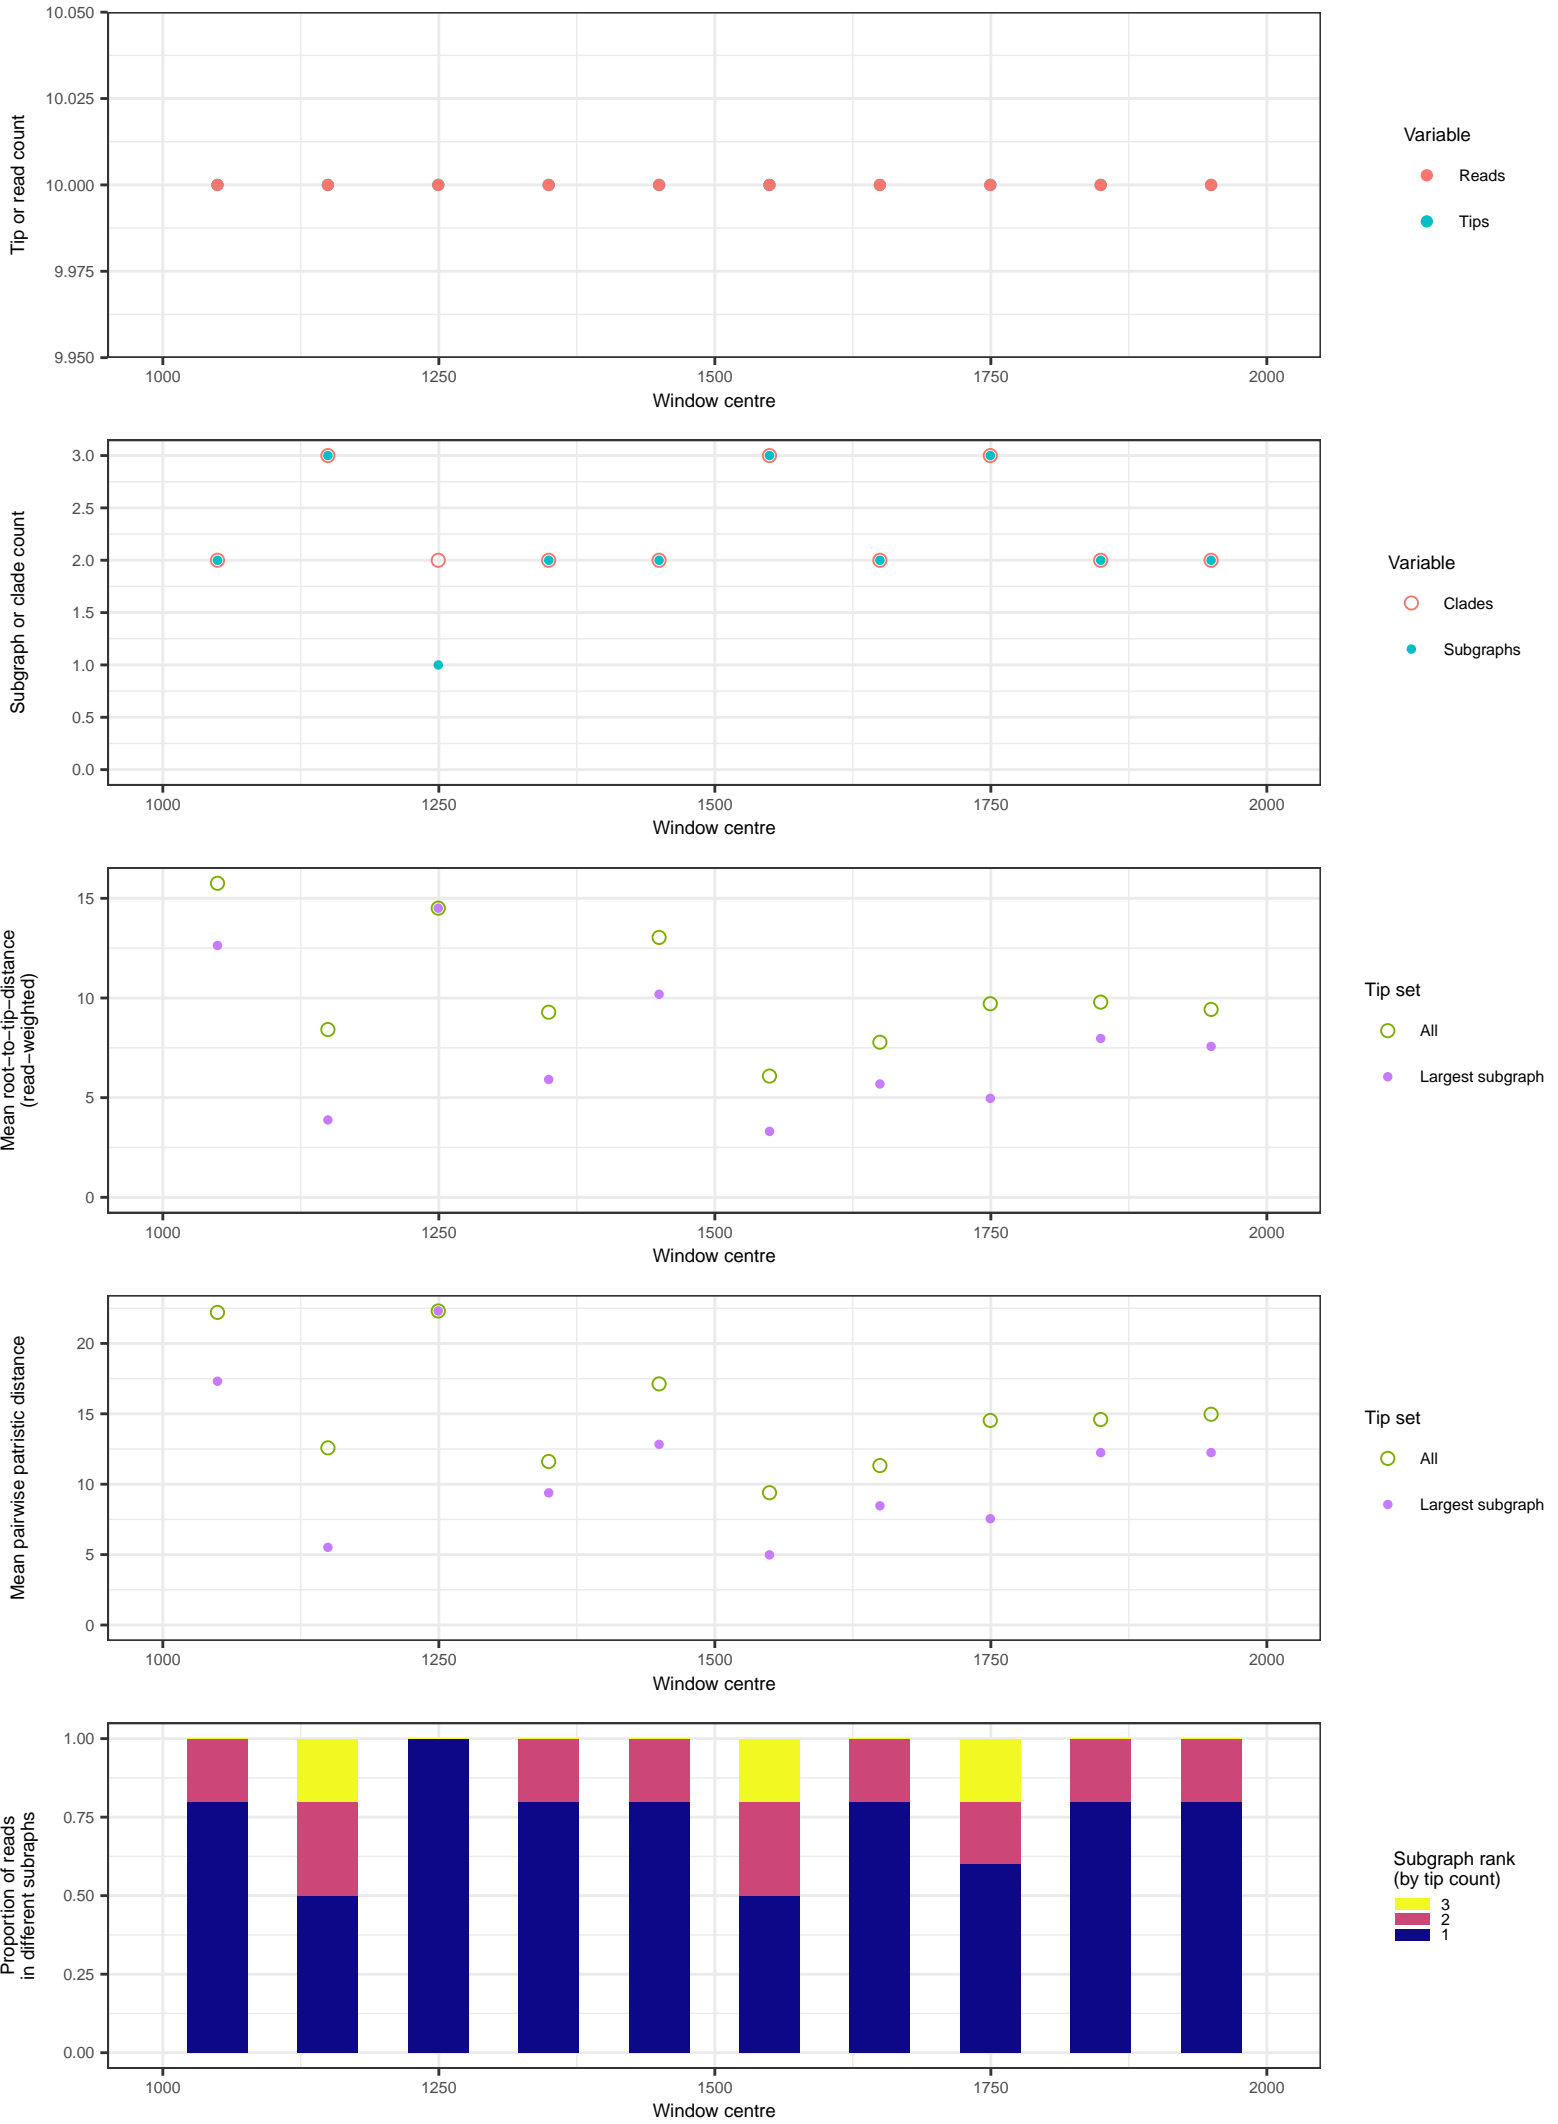 10.050
10.025
10.000
9.975
9.950
Tip or read count
1000 1250 1500 1750 2000
Window centre
Variable
Reads
Tips
3.0
2.5
2.0
1.5
1.0
0.5
0.0
Subgraph or clade count
1000 1250 1500 1750 2000
Window centre
Variable
Clades
Subgraphs
15
10
5
0
Mean root−to−tip−distance
(read−weighted)
1000 1250 1500 1750 2000
Window centre
Tip set
All
Largest subgraph
20
15
10
5
0
Mean pairwise patristic distance
1000 1250 1500 1750 2000
Window centre
Tip set
All
Largest subgraph
1.00
0.75
0.50
0.25
0.00
Proportion of reads
in different subraphs
1000 1250 1500 1750 2000
Window centre
Subgraph rank
(by tip count)
3
2
1